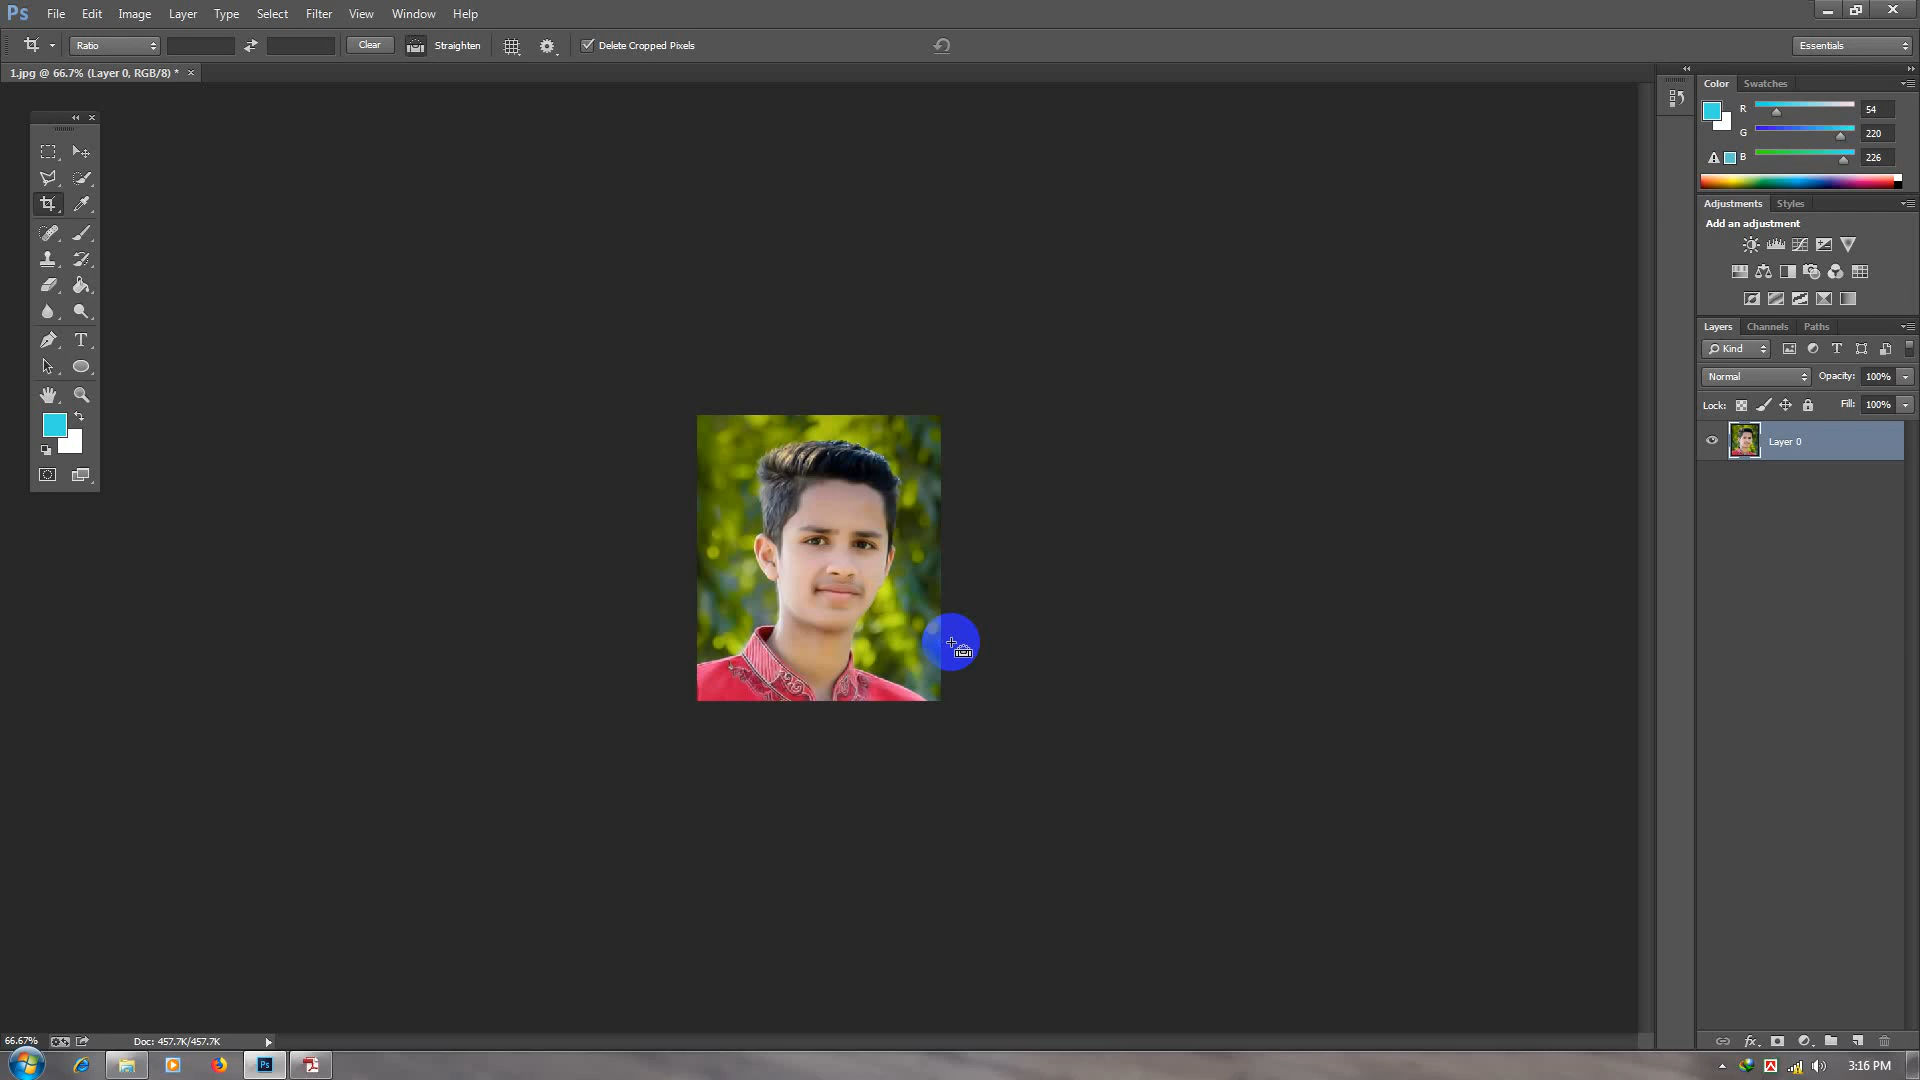 Ps File Edit Image Layer Type Select Filter View Window Help
Ratio Clear Straighten Delete Cropped Pixels Essentials
1.jpg @ 66.7% (Layer 0, RGB/8) *
Color Swatches
R 54
G 220
B 226
Adjustments Styles
Add an adjustment
Layers Channels Paths
Kind
Normal Opacity: 100%
Lock: Fill: 100%
Layer 0
66.67% Doc: 457.7K/457.7K
Ps 3:16 PM